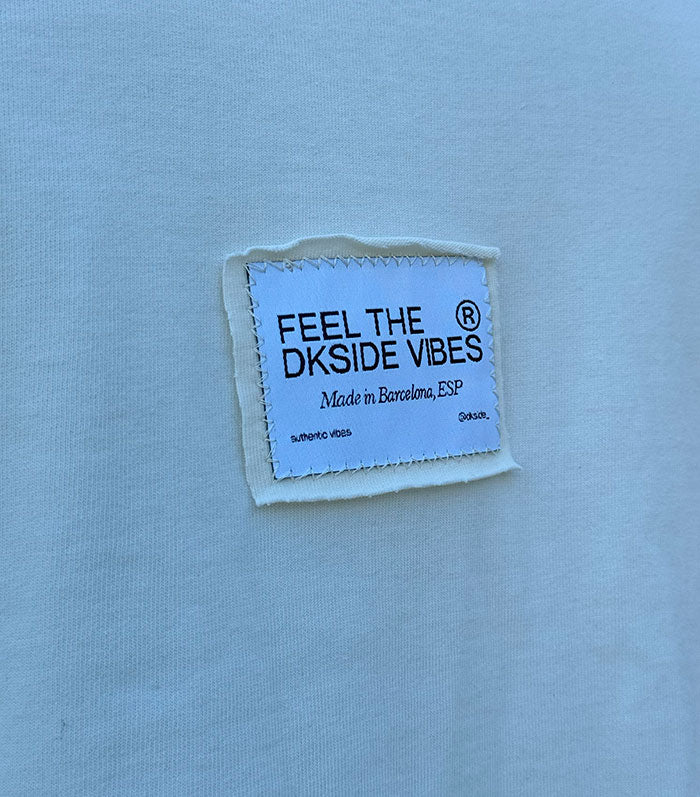 FEEL THE ®
DKSIDE VIBES
Made in Barcelona, ESP
authentic vibes @dkside_